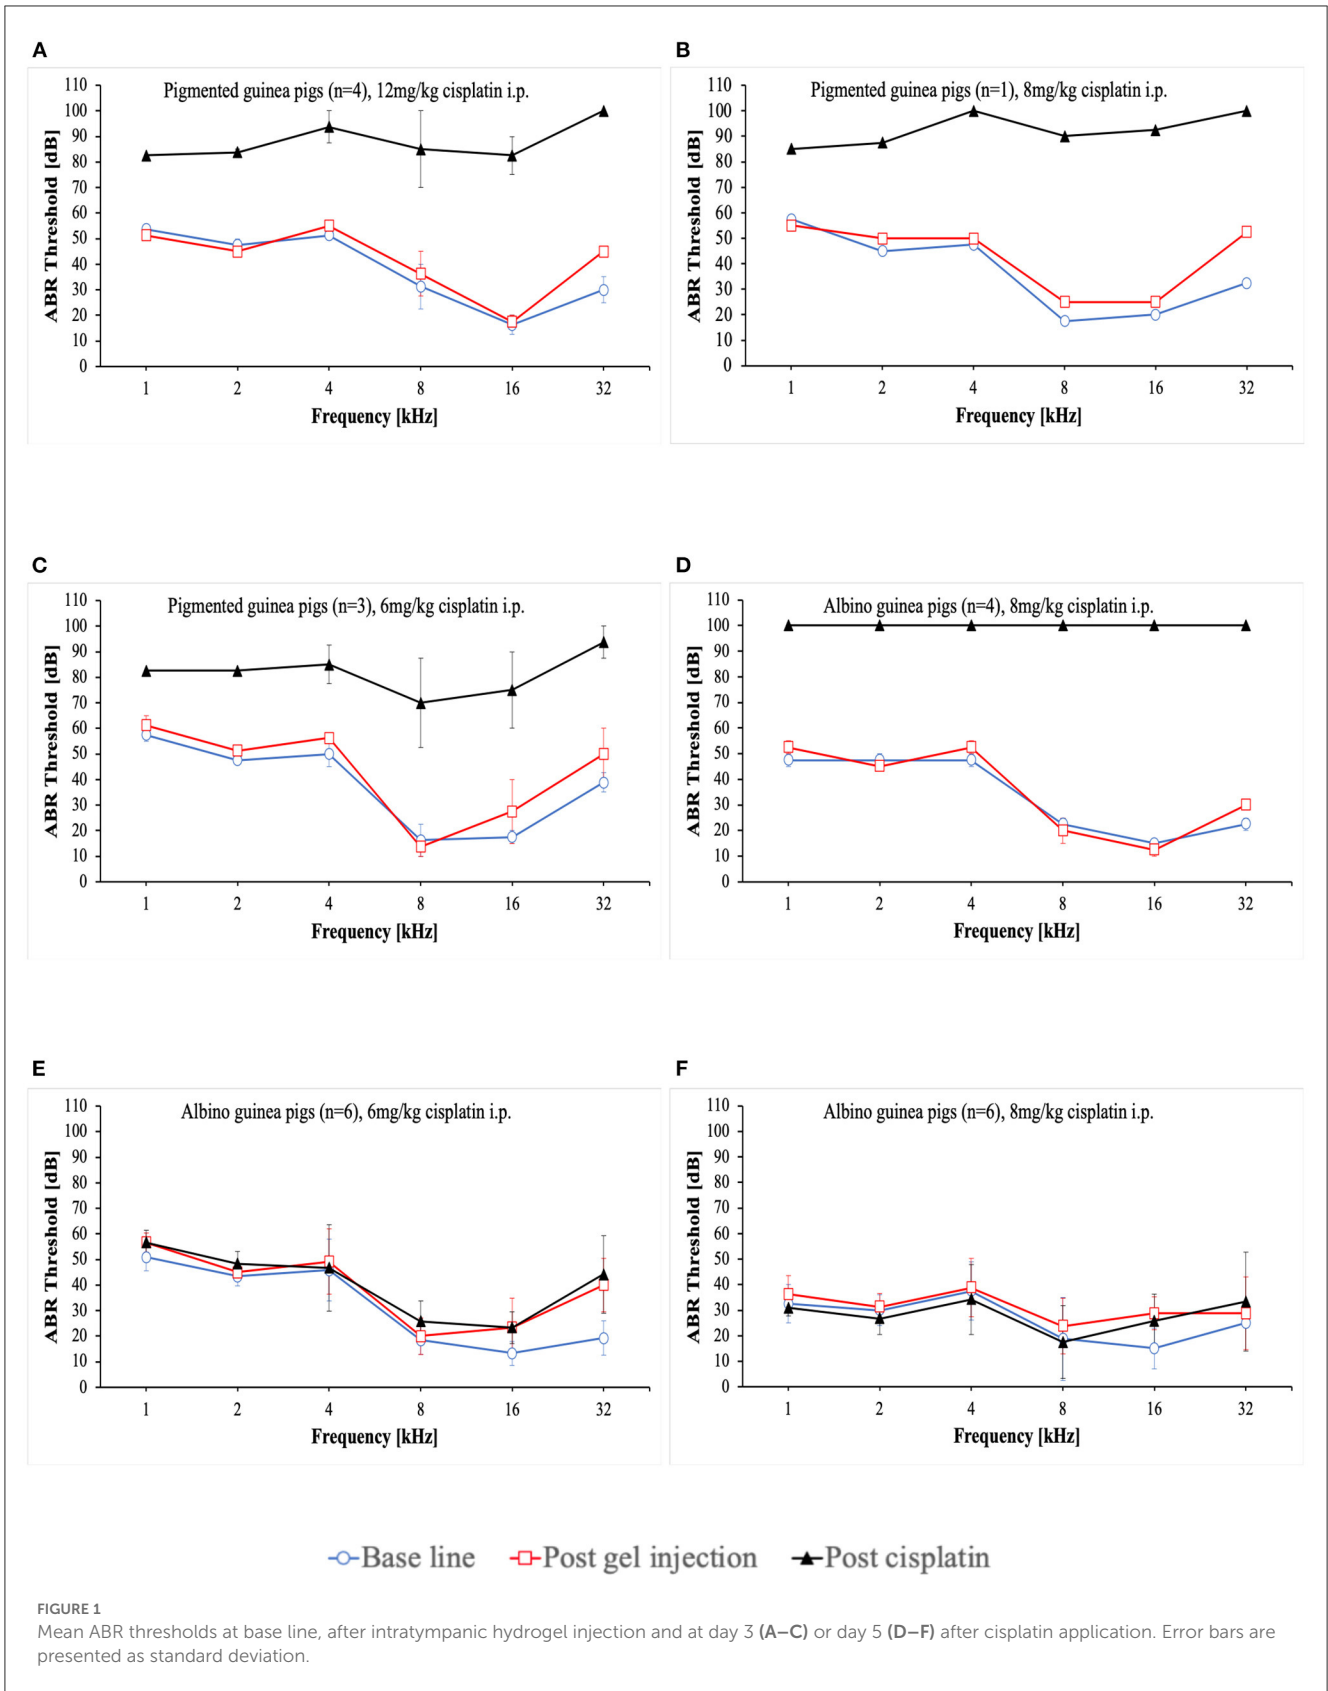 A
Pigmented guinea pigs (n=4), 12mg/kg cisplatin i.p.
ABR Threshold [dB]
110
100
90
80
70
60
50
40
30
20
10
0
1 2 4 8 16 32
Frequency [kHz]
B
Pigmented guinea pigs (n=1), 8mg/kg cisplatin i.p.
ABR Threshold [dB]
110
100
90
80
70
60
50
40
30
20
10
0
1 2 4 8 16 32
Frequency [kHz]
C
Pigmented guinea pigs (n=3), 6mg/kg cisplatin i.p.
ABR Threshold [dB]
110
100
90
80
70
60
50
40
30
20
10
0
1 2 4 8 16 32
Frequency [kHz]
D
Albino guinea pigs (n=4), 8mg/kg cisplatin i.p.
ABR Threshold [dB]
110
100
90
80
70
60
50
40
30
20
10
0
1 2 4 8 16 32
Frequency [kHz]
E
Albino guinea pigs (n=6), 6mg/kg cisplatin i.p.
ABR Threshold [dB]
110
100
90
80
70
60
50
40
30
20
10
0
1 2 4 8 16 32
Frequency [kHz]
F
Albino guinea pigs (n=6), 8mg/kg cisplatin i.p.
ABR Threshold [dB]
110
100
90
80
70
60
50
40
30
20
10
0
1 2 4 8 16 32
Frequency [kHz]
Base line Post gel injection Post cisplatin
FIGURE 1
Mean ABR thresholds at base line, after intratympanic hydrogel injection and at day 3 (A–C) or day 5 (D–F) after cisplatin application. Error bars are
presented as standard deviation.